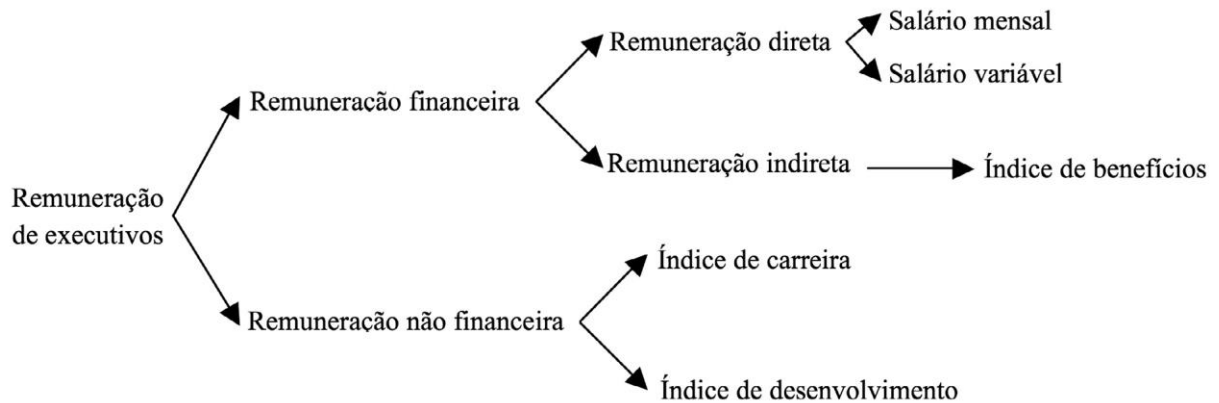 Remuneração direta
Salário mensal
Salário variável
Remuneração financeira
Remuneração indireta
Índice de benefícios
Remuneração
de executivos
Índice de carreira
Remuneração não financeira
Índice de desenvolvimento